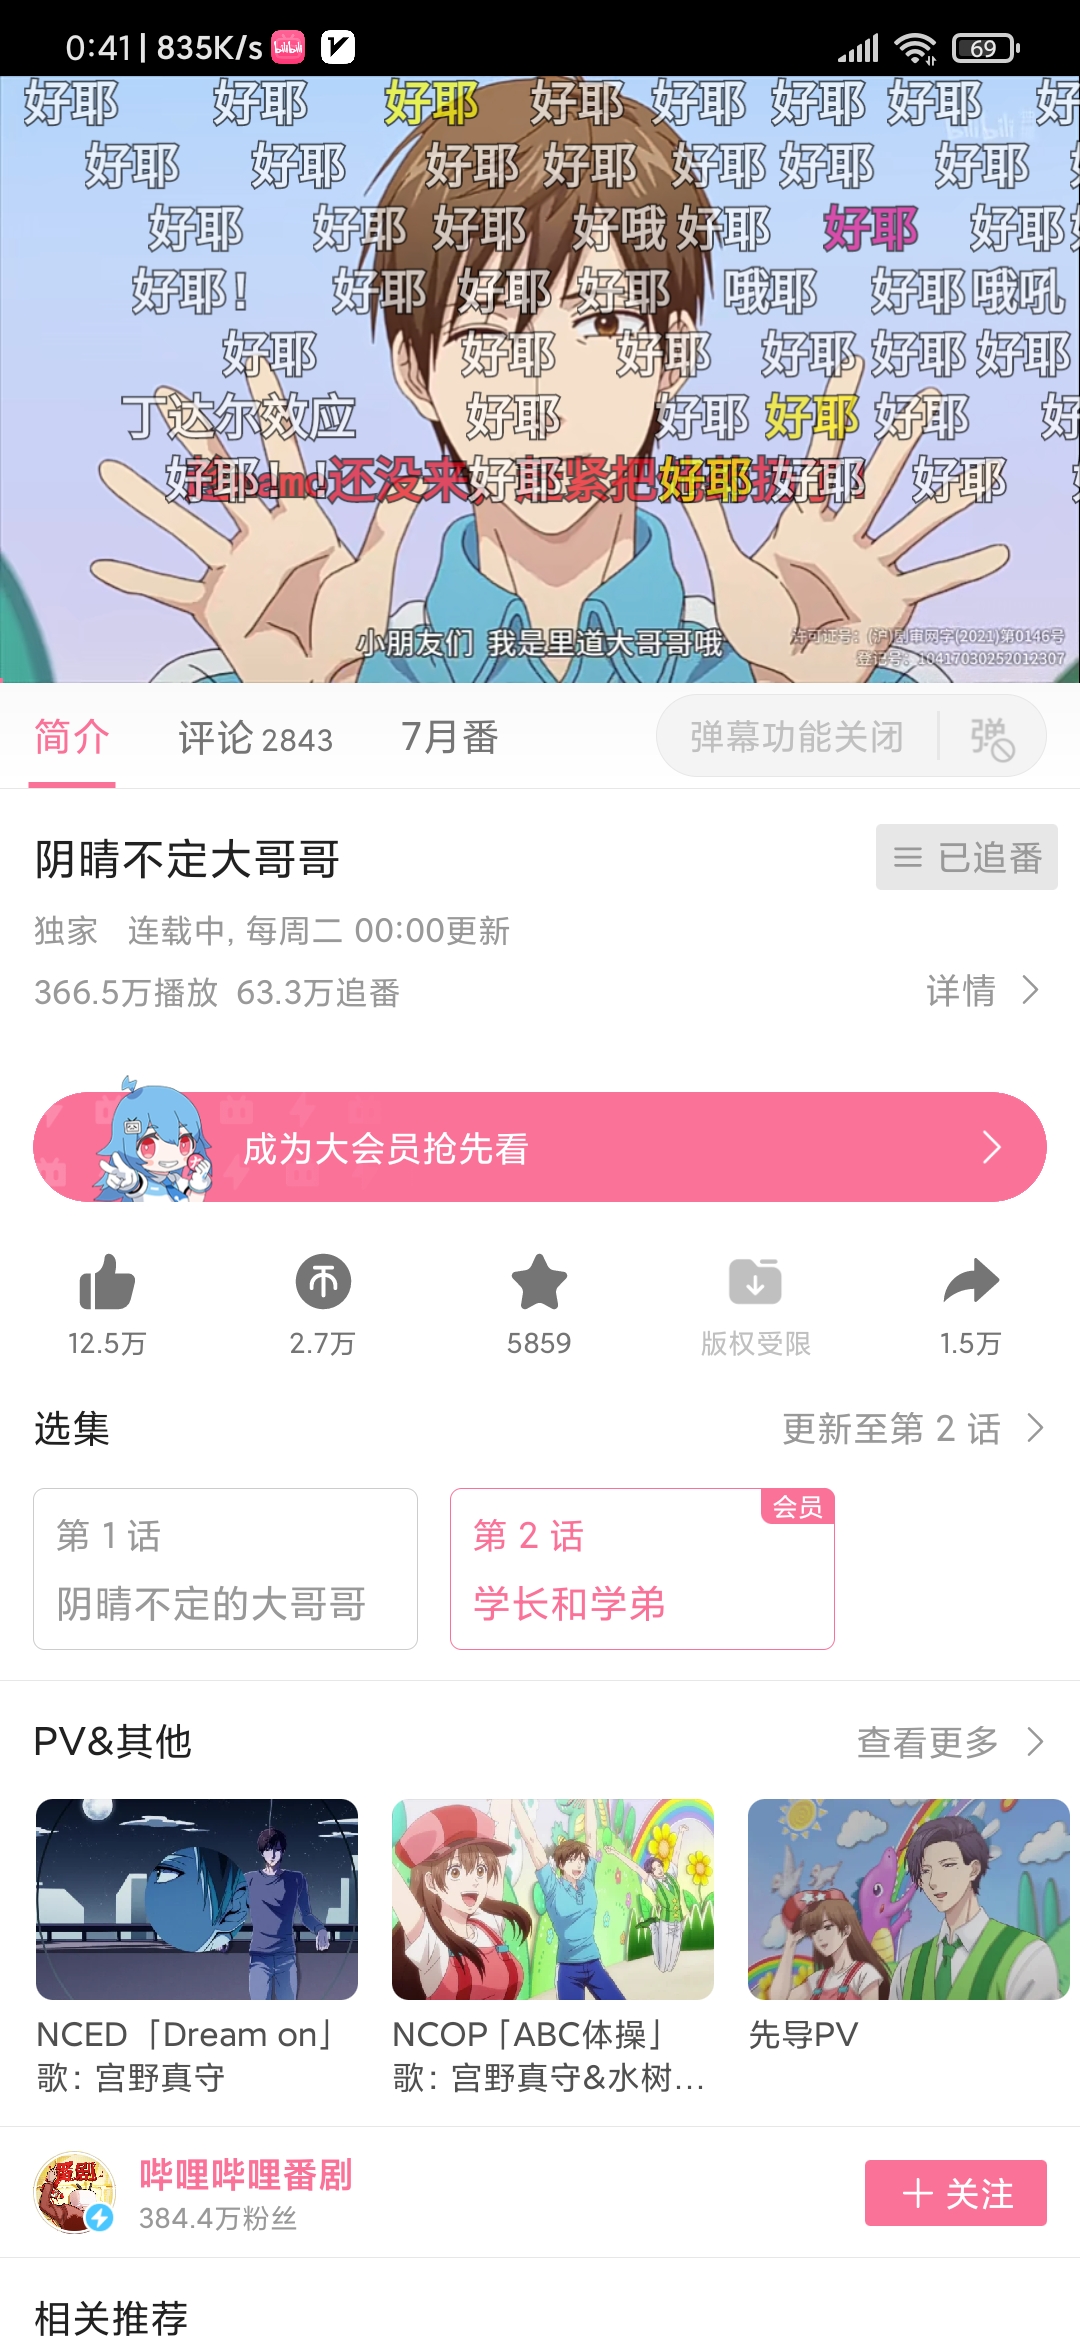 0:41 | 835K/s bilibili 69
好耶 好耶 好耶 好耶 好耶 好耶 好耶 好
好耶 好耶 好耶 好耶 好耶 好耶 好耶
好耶 好耶 好耶 好哦 好耶 好耶 好耶
好耶！ 好耶 好耶 好耶 哦耶 好耶 哦吼
好耶 好耶 好耶 好耶 好耶 好耶
丁达尔效应 好耶 好耶 好耶 好耶 好
好耶！！ 还没来 好耶 紧把 好耶 好耶 好耶
小朋友们 我是里道大哥哥哦
许可证号：(沪)网审网字(2021)第0146号
登记号：10417030252012307
简介 评论 2843 7月番 弹幕功能关闭 弹
阴晴不定大哥哥 已追番
独家 连载中, 每周二 00:00更新
366.5万播放 63.3万追番 详情
成为大会员抢先看
12.5万 2.7万 5859 版权受限 1.5万
选集 更新至第 2 话
第 1 话
阴晴不定的大哥哥
第 2 话 会员
学长和学弟
PV&其他 查看更多
NCED「Dream on」
歌：宫野真守
NCOP「ABC体操」
歌：宫野真守&水树...
先导PV
番剧
哔哩哔哩番剧
384.4万粉丝
关注
相关推荐